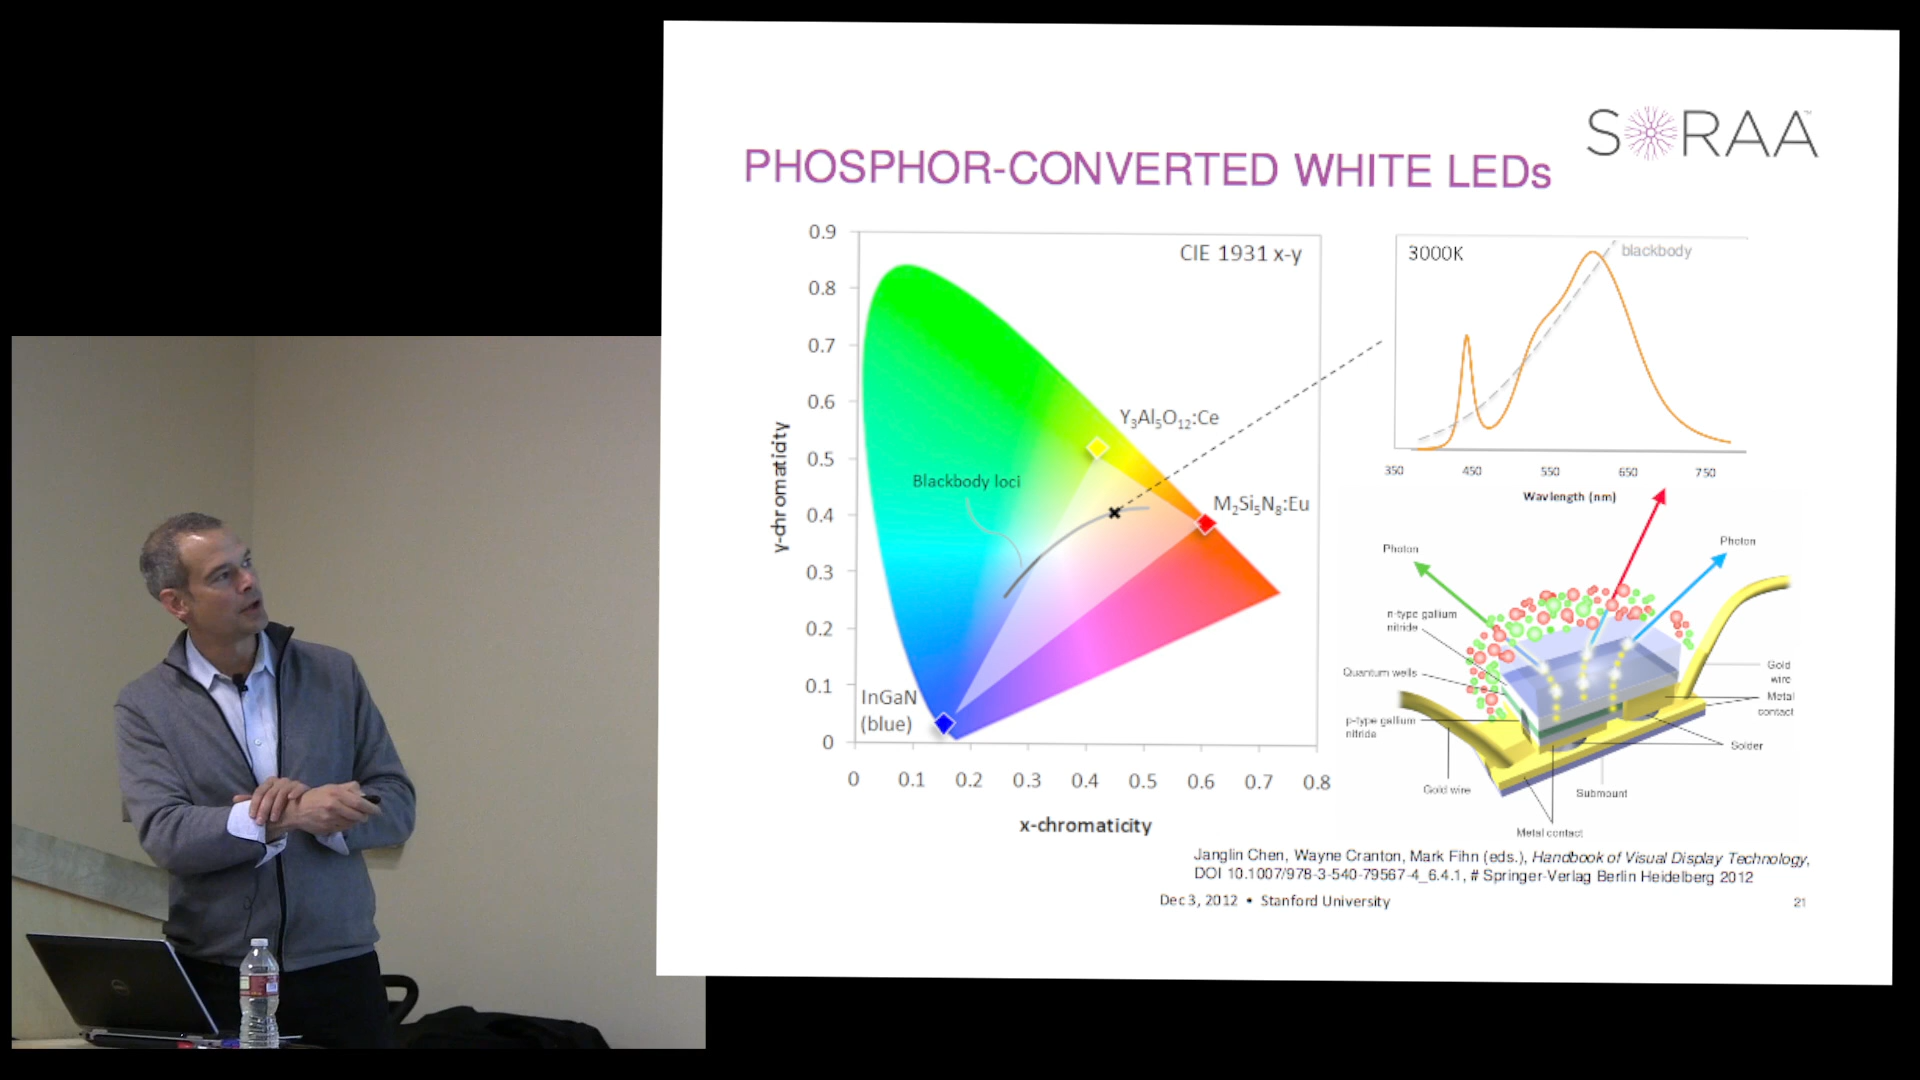 SORAA™
PHOSPHOR-CONVERTED WHITE LEDs
CIE 1931 x-y
0.9
0.8
0.7
0.6
0.5
0.4
0.3
0.2
0.1
0
y-chromaticity
Y3Al5O12:Ce
Blackbody loci
M2Si5N8:Eu
InGaN
(blue)
0 0.1 0.2 0.3 0.4 0.5 0.6 0.7 0.8
x-chromaticity
3000K
blackbody
350 450 550 650 750
Wavlength (nm)
Photon
Photon
n-type gallium
nitride
Quantum wells
p-type gallium
nitride
Gold wire
Gold
wire
Metal
contact
Solder
Submount
Metal contact
Janglin Chen, Wayne Cranton, Mark Fihn (eds.), Handbook of Visual Display Technology,
DOI 10.1007/978-3-540-79567-4_6.4.1, # Springer-Verlag Berlin Heidelberg 2012
Dec 3, 2012 • Stanford University
21